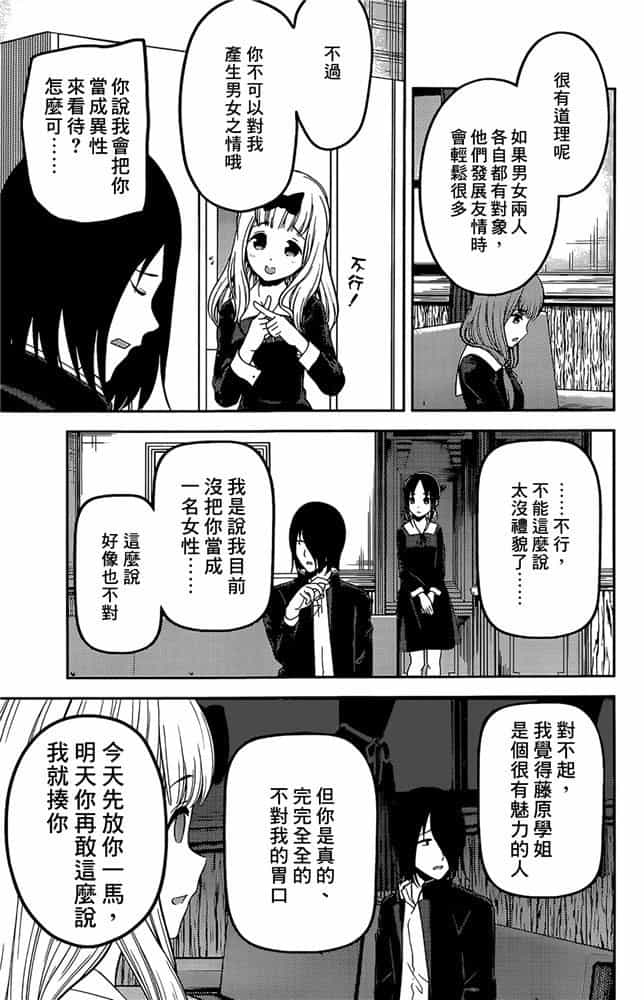 很有道理呢
如果男女兩人
各自都有對象，
他們發展友情時
會輕鬆很多
不過
你不可以對我
產生男女之情哦
不行！
你說我會把你
當成異性
來看待？
怎麼可……
……不行，
不能這麼說
太沒禮貌了……
我是說我目前
沒把你當成
一名女性……
這麼說
好像也不對
對不起，
我覺得藤原學姐
是個很有魅力的人
但你是真的、
完完全全的
不對我的胃口
今天先放你一馬，
明天你再敢這麼說
我就揍你